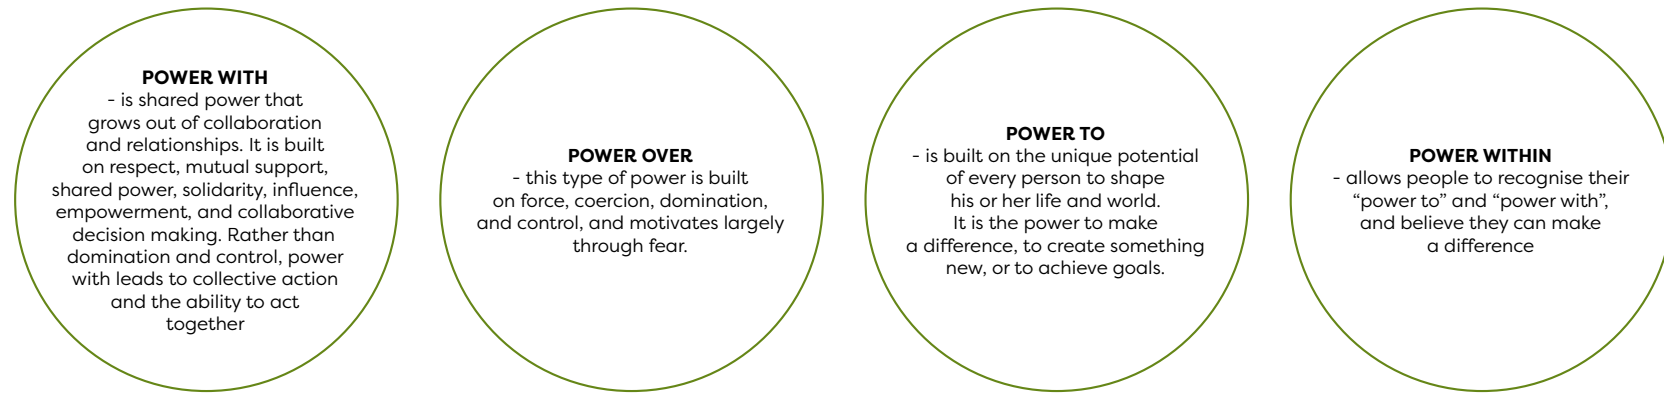 POWER WITH
- is shared power that
grows out of collaboration
and relationships. It is built
on respect, mutual support,
shared power, solidarity, influence,
empowerment, and collaborative
decision making. Rather than
domination and control, power
with leads to collective action
and the ability to act
together
POWER OVER
- this type of power is built
on force, coercion, domination,
and control, and motivates largely
through fear.
POWER TO
- is built on the unique potential
of every person to shape
his or her life and world.
It is the power to make
a difference, to create something
new, or to achieve goals.
POWER WITHIN
- allows people to recognise their
“power to” and “power with”,
and believe they can make
a difference